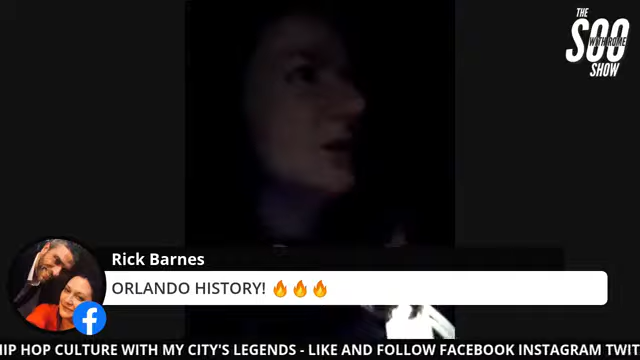 THE
SOO
WITH ROME
SHOW
Rick Barnes
ORLANDO HISTORY! 🔥🔥🔥
HIP HOP CULTURE WITH MY CITY'S LEGENDS - LIKE AND FOLLOW FACEBOOK INSTAGRAM TWIT